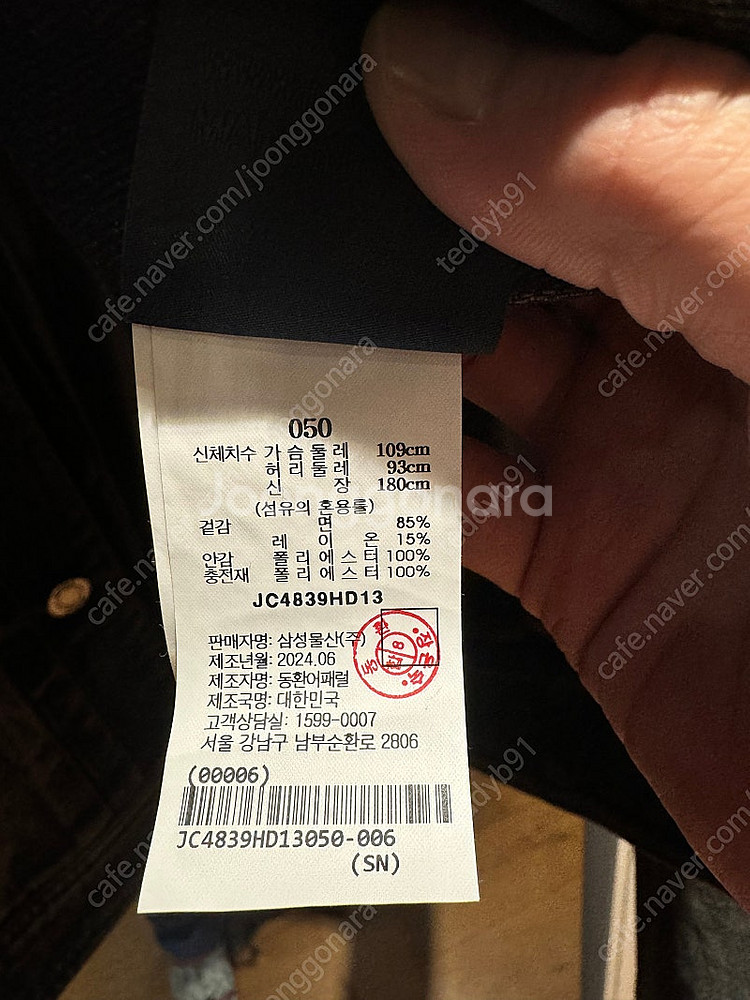 050
신체치수 가 슴 둘 레 109cm
허 리 둘 레 93cm
신 장 180cm
(섬유의 혼용률)
겉감 면 85%
레 이 온 15%
안감 폴 리 에 스 터 100%
충전재 폴 리 에 스 터 100%
JC4839HD13
판매자명: 삼성물산(주)
제조년월: 2024.06
제조자명: 동환어패럴
제조국명: 대한민국
고객상담실: 1599-0007
서울 강남구 남부순환로 2806
(00006)
JC4839HD13050-006
(SN)
Joonggonara
cafe.naver.com/joonggonara
teddyb91